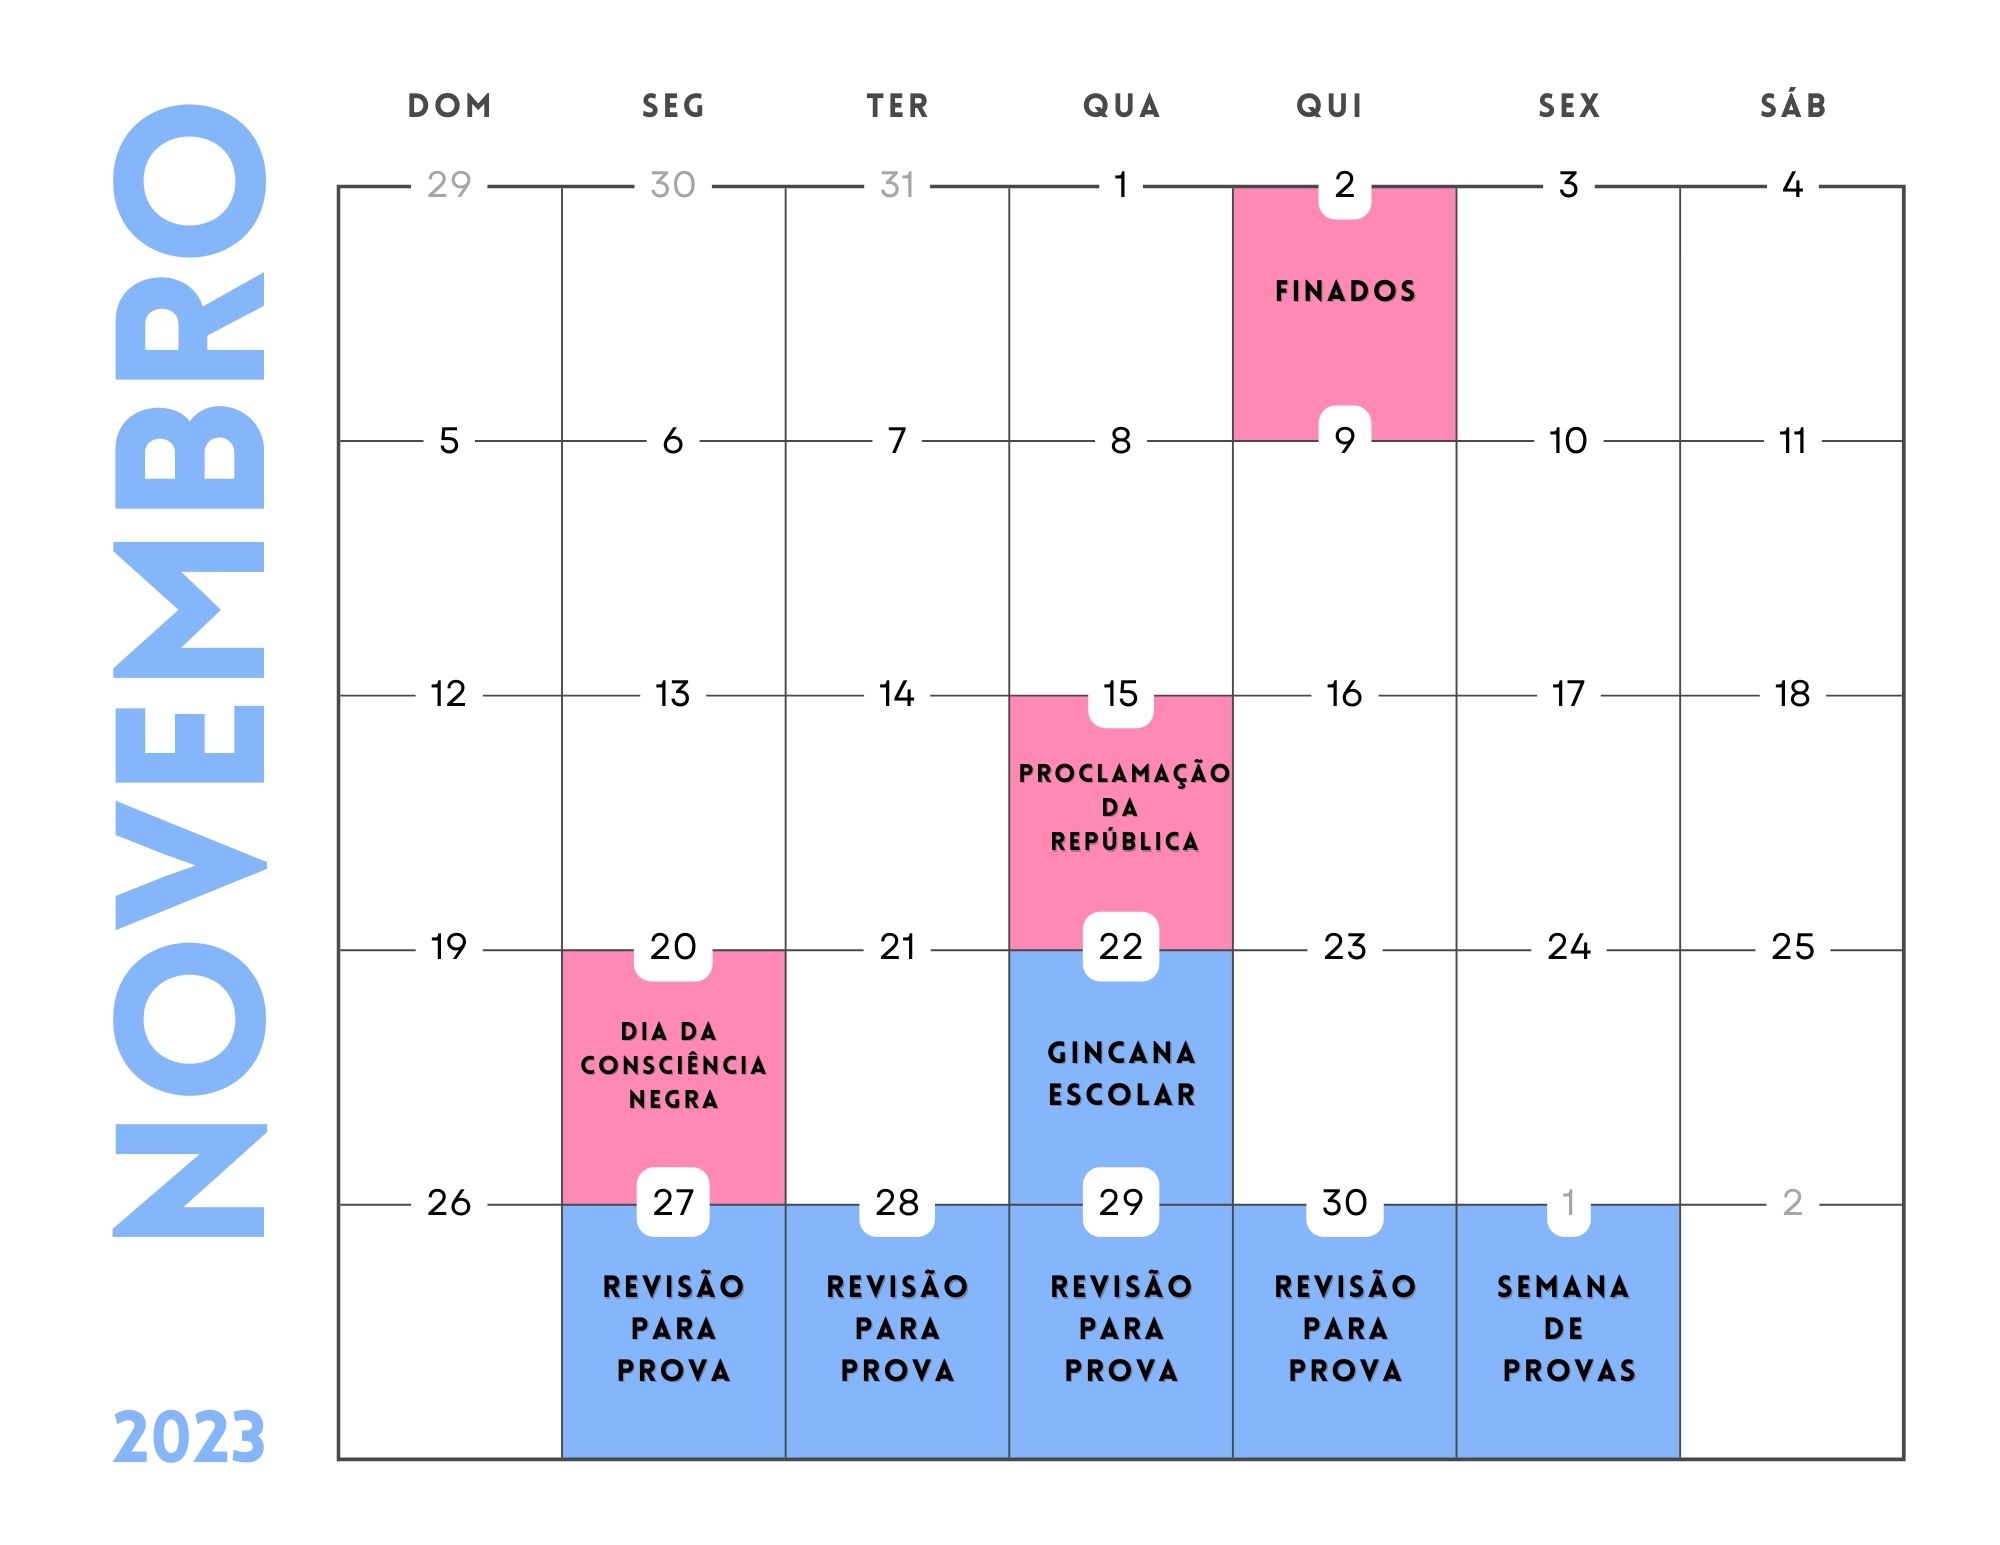 NOVEMBRO
2023
DOM SEG TER QUA QUI SEX SÁB
29 30 31 1 2 3 4
FINADOS
5 6 7 8 9 10 11
12 13 14 15 16 17 18
PROCLAMAÇÃO
DA
REPÚBLICA
19 20 21 22 23 24 25
DIA DA
CONSCIÊNCIA
NEGRA
GINCANA
ESCOLAR
26 27 28 29 30 1 2
REVISÃO
PARA
PROVA
REVISÃO
PARA
PROVA
REVISÃO
PARA
PROVA
REVISÃO
PARA
PROVA
SEMANA
DE
PROVAS